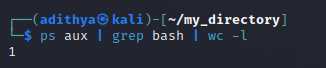 ┌──(adithya㉿kali)-[~/my_directory]
└─$ ps aux | grep bash | wc -l
1